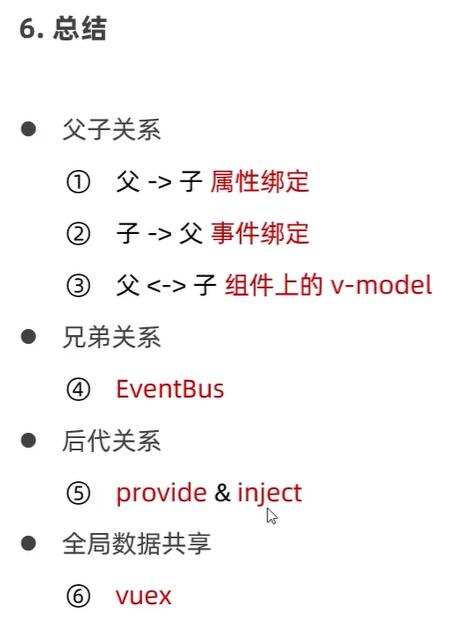 6. 总结
● 父子关系
① 父 -> 子 属性绑定
② 子 -> 父 事件绑定
③ 父 <-> 子 组件上的 v-model
● 兄弟关系
④ EventBus
● 后代关系
⑤ provide & inject
● 全局数据共享
⑥ vuex